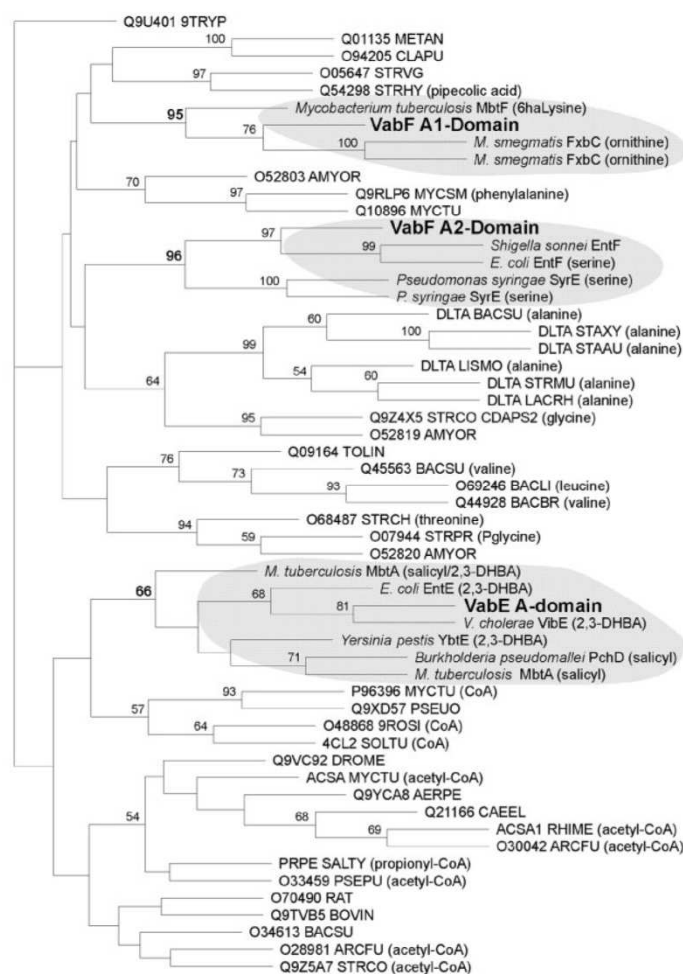 Q9U401 9TRYP
100
Q01135 METAN
O94205 CLAPU
97
O05647 STRVG
Q54298 STRHY (pipecolic acid)
95
Mycobacterium tuberculosis MbtF (6haLysine)
76
VabF A1-Domain
100
M. smegmatis FxbC (ornithine)
M. smegmatis FxbC (ornithine)
70
O52803 AMYOR
97
Q9RLP6 MYCSM (phenylalanine)
Q10896 MYCTU
96
97
VabF A2-Domain
99
Shigella sonnei EntF
E. coli EntF (serine)
100
Pseudomonas syringae SyrE (serine)
P. syringae SyrE (serine)
64
99
60
DLTA BACSU (alanine)
100
DLTA STAXY (alanine)
DLTA STAAU (alanine)
54
DLTA LISMO (alanine)
60
DLTA STRMU (alanine)
DLTA LACRH (alanine)
95
Q9Z4X5 STRCO CDAPS2 (glycine)
O52819 AMYOR
76
Q09164 TOLIN
73
Q45563 BACSU (valine)
93
O69246 BACLI (leucine)
Q44928 BACBR (valine)
94
O68487 STRCH (threonine)
59
O07944 STRPR (Pglycine)
O52820 AMYOR
66
M. tuberculosis MbtA (salicyl/2,3-DHBA)
68
E. coli EntE (2,3-DHBA)
81
VabE A-domain
V. cholerae VibE (2,3-DHBA)
Yersinia pestis YbtE (2,3-DHBA)
71
Burkholderia pseudomallei PchD (salicyl)
M. tuberculosis MbtA (salicyl)
57
93
P96396 MYCTU (CoA)
Q9XD57 PSEUO
64
O48868 9ROSI (CoA)
4CL2 SOLTU (CoA)
54
Q9VC92 DROME
ACSA MYCTU (acetyl-CoA)
Q9YCA8 AERPE
68
Q21166 CAEEL
69
ACSA1 RHIME (acetyl-CoA)
O30042 ARCFU (acetyl-CoA)
PRPE SALTY (propionyl-CoA)
O33459 PSEPU (acetyl-CoA)
O70490 RAT
Q9TVB5 BOVIN
O34613 BACSU
O28981 ARCFU (acetyl-CoA)
Q9Z5A7 STRCO (acetyl-CoA)